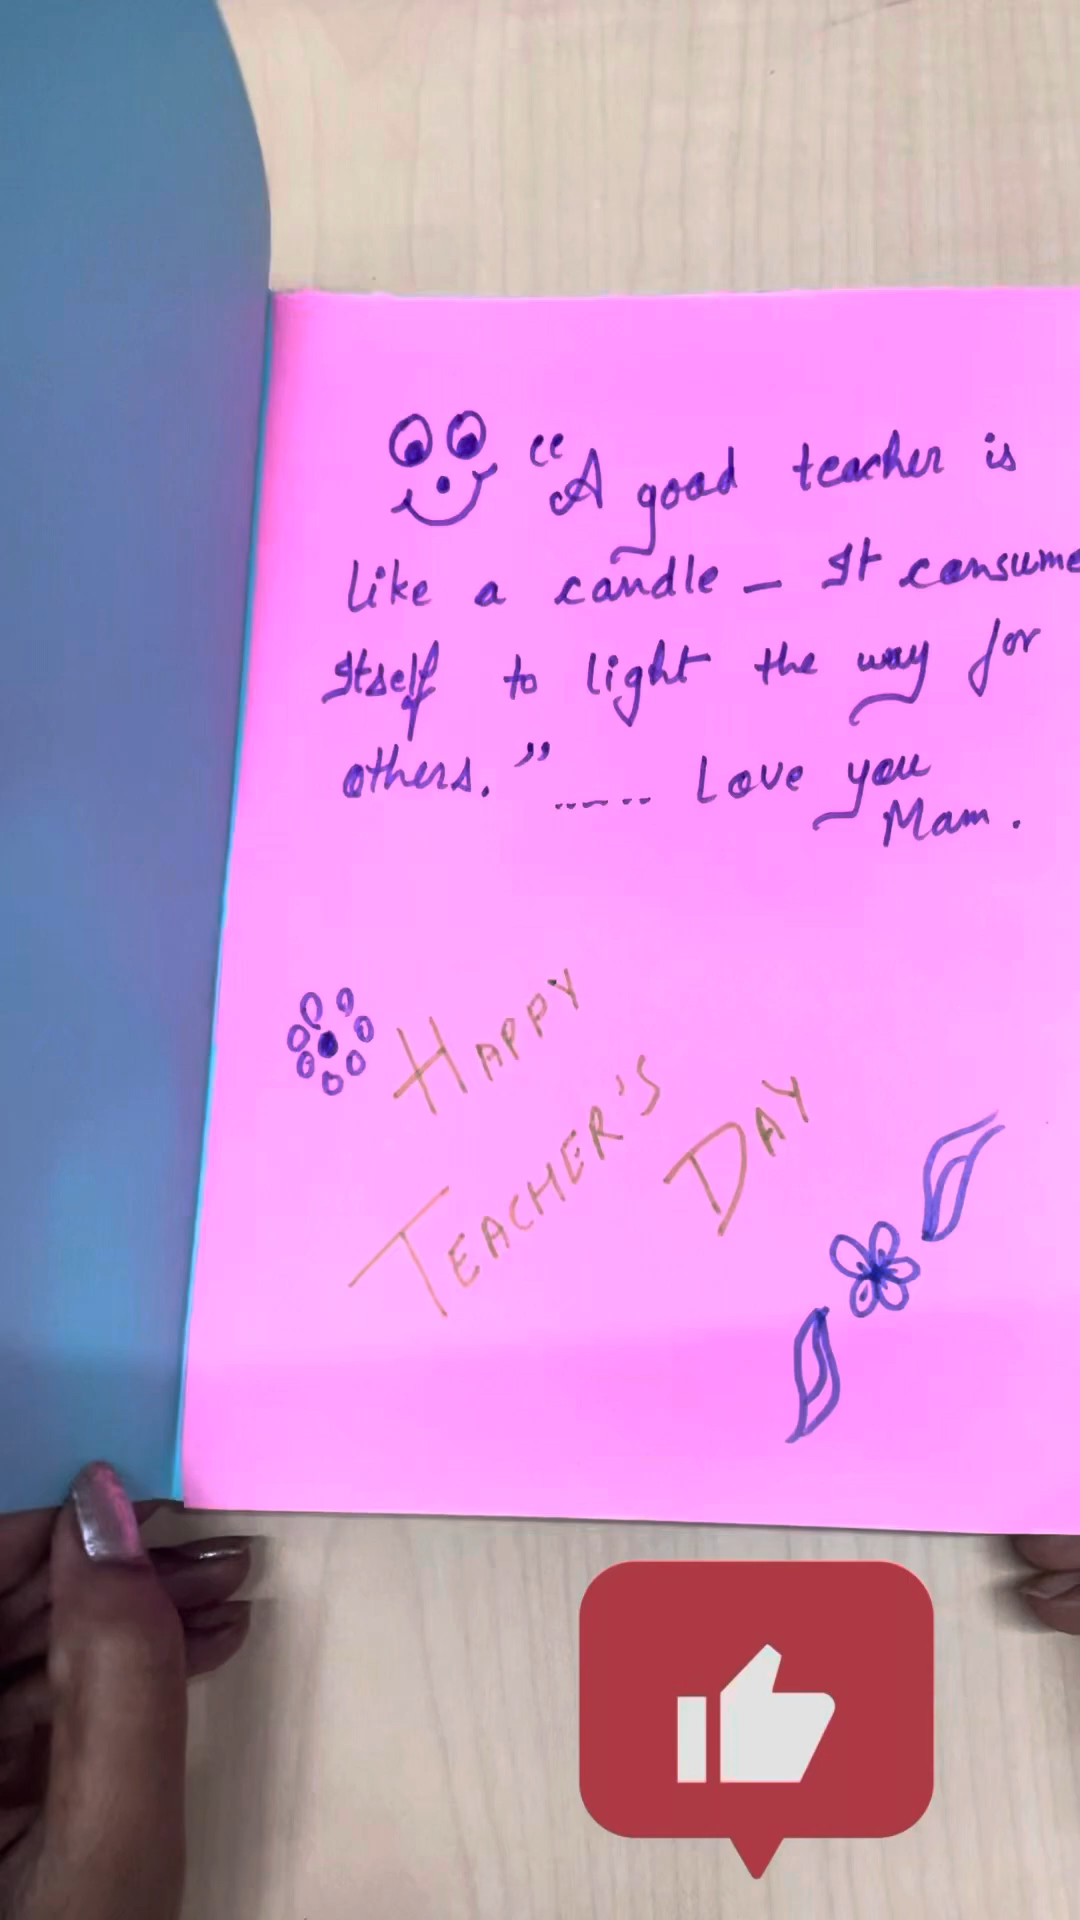 “A good teacher is
like a candle – It consume
Itself to light the way for
others.” ...... Love you
Mam.
HAPPY
TEACHER'S DAY